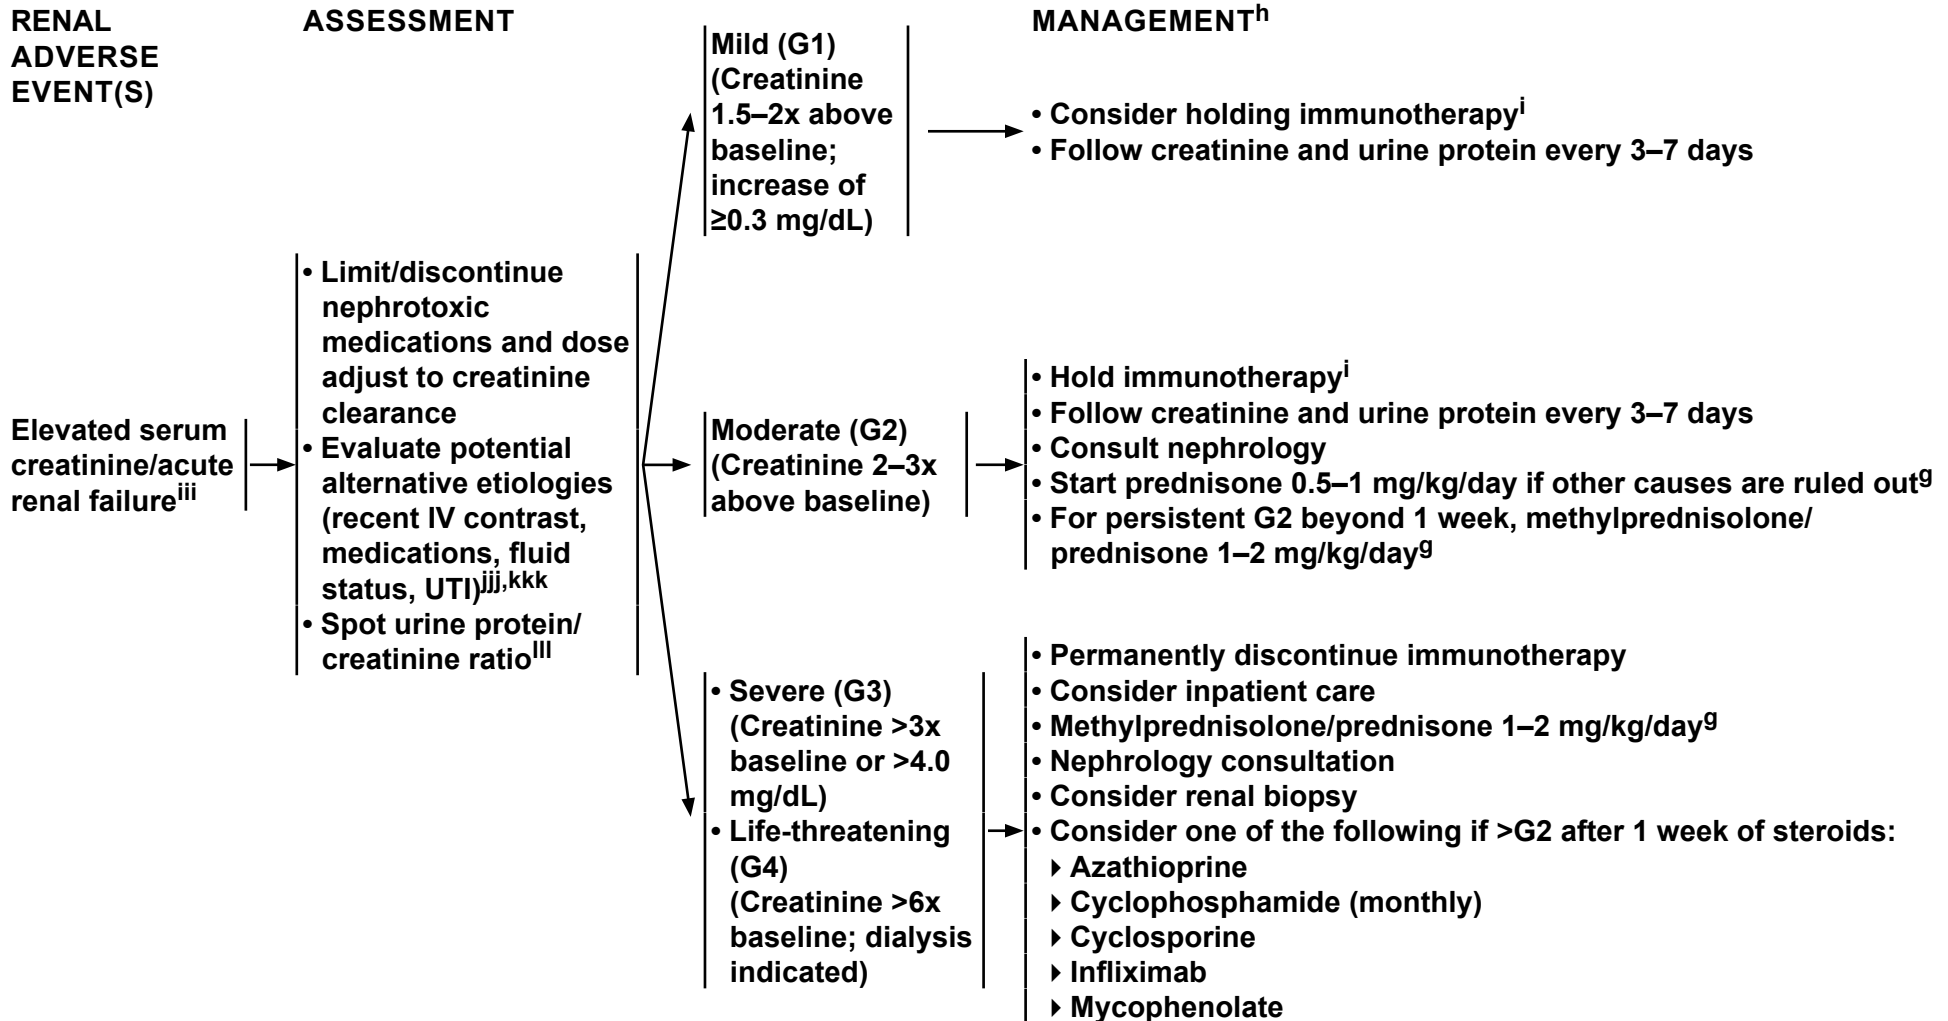 RENAL
ADVERSE
EVENT(S)
ASSESSMENT
MANAGEMENTh
Elevated serum
creatinine/acute
renal failureiii
• Limit/discontinue
nephrotoxic
medications and dose
adjust to creatinine
clearance
• Evaluate potential
alternative etiologies
(recent IV contrast,
medications, fluid
status, UTI)jjj,kkk
• Spot urine protein/
creatinine ratiolll
Mild (G1)
(Creatinine
1.5–2x above
baseline;
increase of
≥0.3 mg/dL)
• Consider holding immunotherapyi
• Follow creatinine and urine protein every 3–7 days
Moderate (G2)
(Creatinine 2–3x
above baseline)
• Hold immunotherapyi
• Follow creatinine and urine protein every 3–7 days
• Consult nephrology
• Start prednisone 0.5–1 mg/kg/day if other causes are ruled outg
• For persistent G2 beyond 1 week, methylprednisolone/
prednisone 1–2 mg/kg/dayg
• Severe (G3)
(Creatinine >3x
baseline or >4.0
mg/dL)
• Life-threatening
(G4)
(Creatinine >6x
baseline; dialysis
indicated)
• Permanently discontinue immunotherapy
• Consider inpatient care
• Methylprednisolone/prednisone 1–2 mg/kg/dayg
• Nephrology consultation
• Consider renal biopsy
• Consider one of the following if >G2 after 1 week of steroids:
▸ Azathioprine
▸ Cyclophosphamide (monthly)
▸ Cyclosporine
▸ Infliximab
▸ Mycophenolate